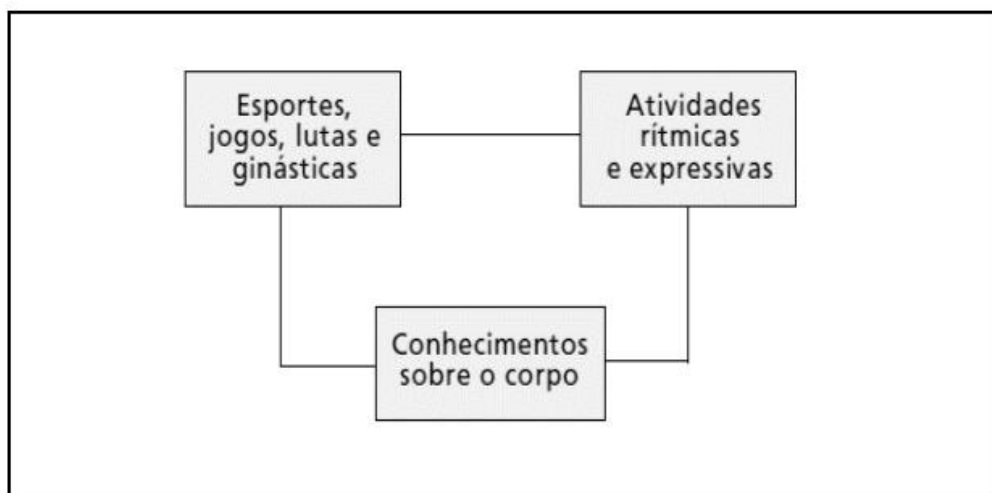 Esportes,
jogos, lutas e
ginásticas
Atividades
rítmicas
e expressivas
Conhecimentos
sobre o corpo